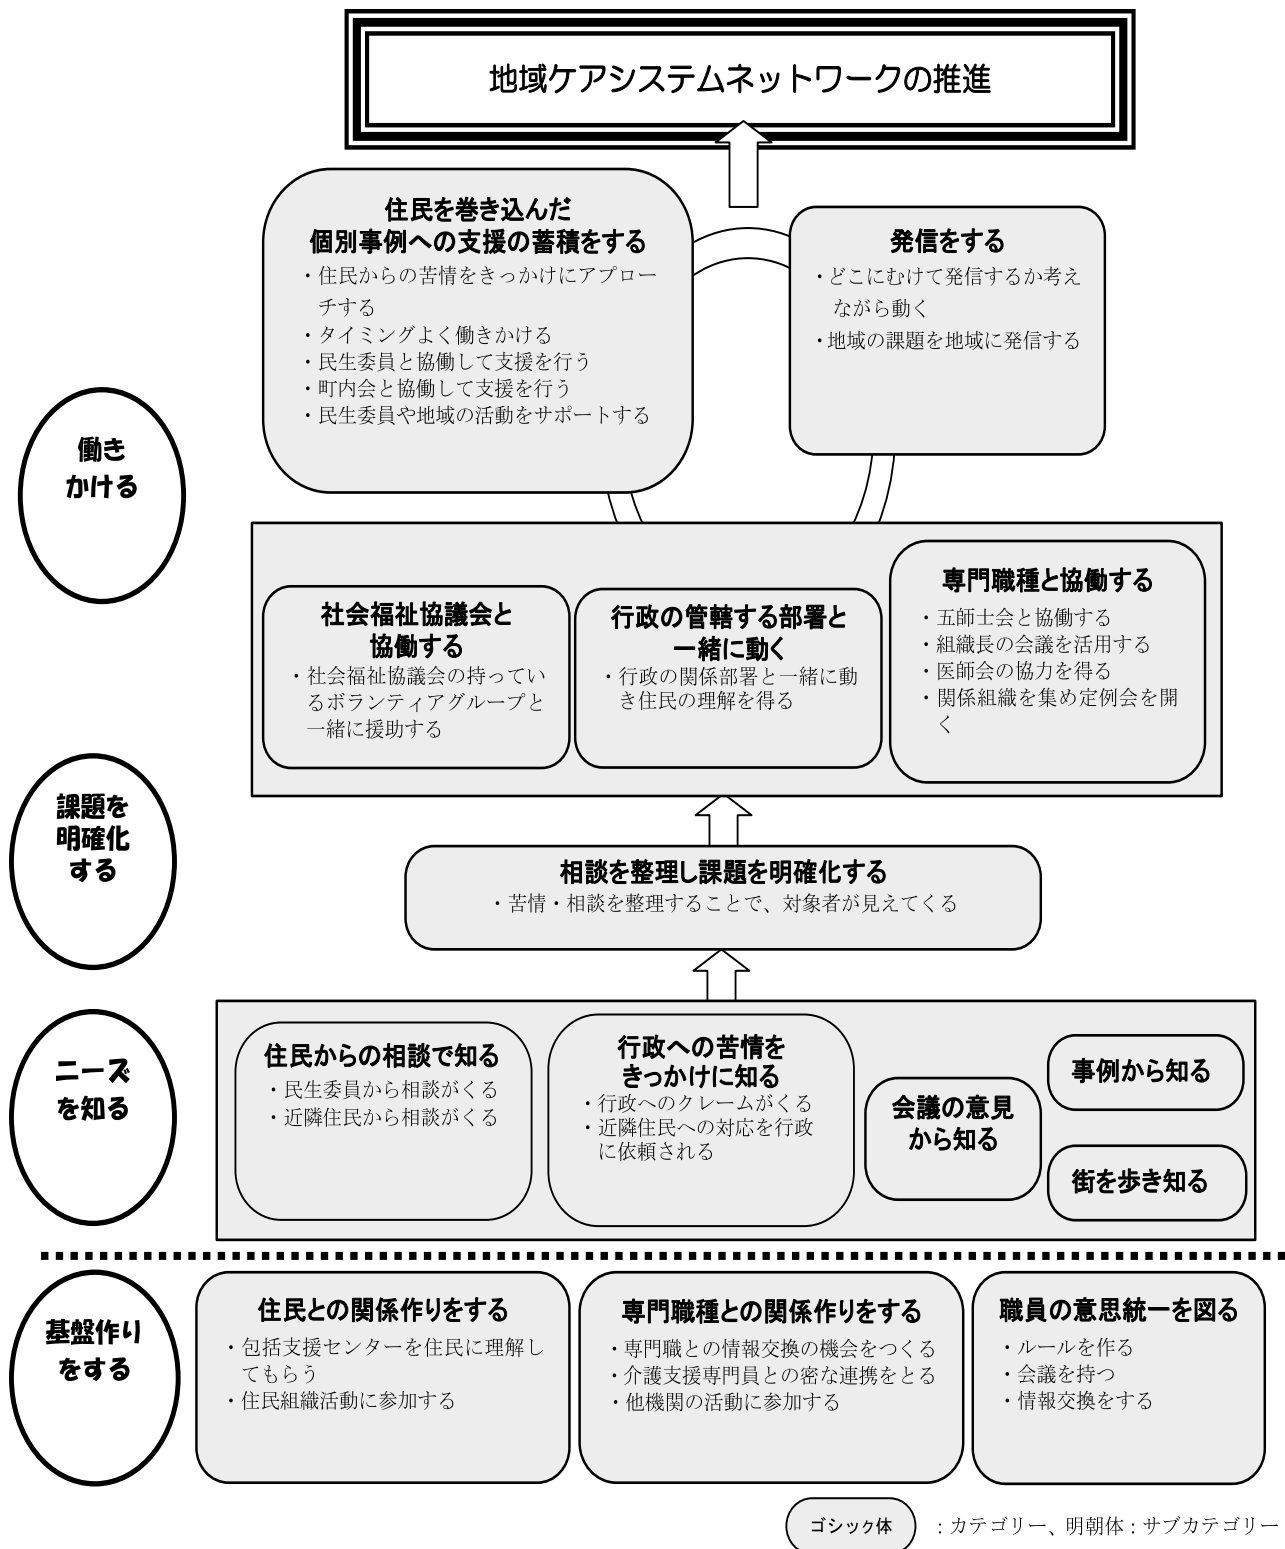 地域ケアシステムネットワークの推進
住民を巻き込んだ
個別事例への支援の蓄積をする
・住民からの苦情をきっかけにアプロー
チする
・タイミングよく働きかける
・民生委員と協働して支援を行う
・町内会と協働して支援を行う
・民生委員や地域の活動をサポートする
発信をする
・どこにむけて発信するか考え
ながら動く
・地域の課題を地域に発信する
働き
かける
社会福祉協議会と
協働する
・社会福祉協議会の持ってい
るボランティアグループと
一緒に援助する
行政の管轄する部署と
一緒に動く
・行政の関係部署と一緒に動
き住民の理解を得る
専門職種と協働する
・五師士会と協働する
・組織長の会議を活用する
・医師会の協力を得る
・関係組織を集め定例会を開
く
課題を
明確化
する
相談を整理し課題を明確化する
・苦情・相談を整理することで、対象者が見えてくる
ニーズ
を知る
住民からの相談で知る
・民生委員から相談がくる
・近隣住民から相談がくる
行政への苦情を
きっかけに知る
・行政へのクレームがくる
・近隣住民への対応を行政
に依頼される
会議の意見
から知る
事例から知る
街を歩き知る
基盤作り
をする
住民との関係作りをする
・包括支援センターを住民に理解し
てもらう
・住民組織活動に参加する
専門職種との関係作りをする
・専門職との情報交換の機会をつくる
・介護支援専門員との密な連携をとる
・他機関の活動に参加する
職員の意思統一を図る
・ルールを作る
・会議を持つ
・情報交換をする
ゴシック体 ：カテゴリー、明朝体：サブカテゴリー